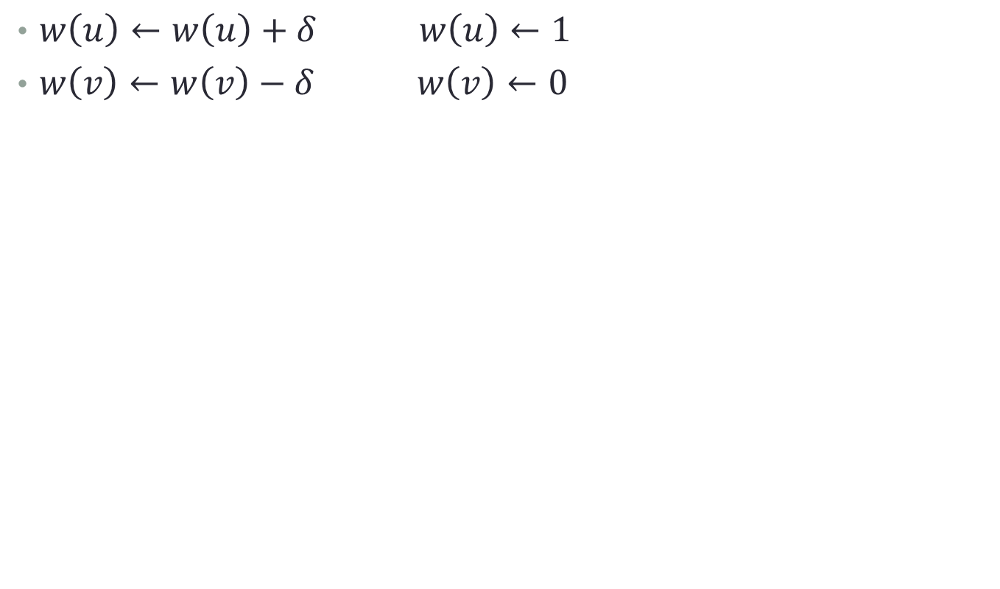 • w(u) ← w(u) + δ w(u) ← 1
• w(v) ← w(v) − δ w(v) ← 0